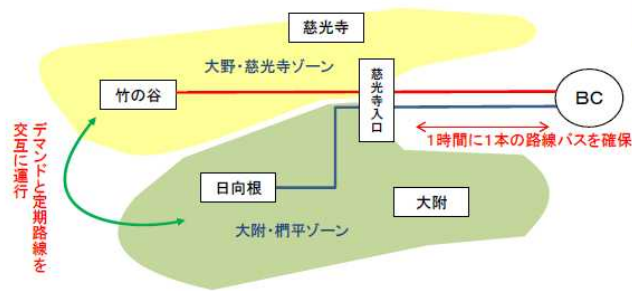 慈光寺
大野・慈光寺ゾーン
竹の谷
慈光寺入口
BC
1時間に1本の路線バスを確保
デマンドと定期路線を
交互に運行
日向根
大附
大附・椚平ゾーン